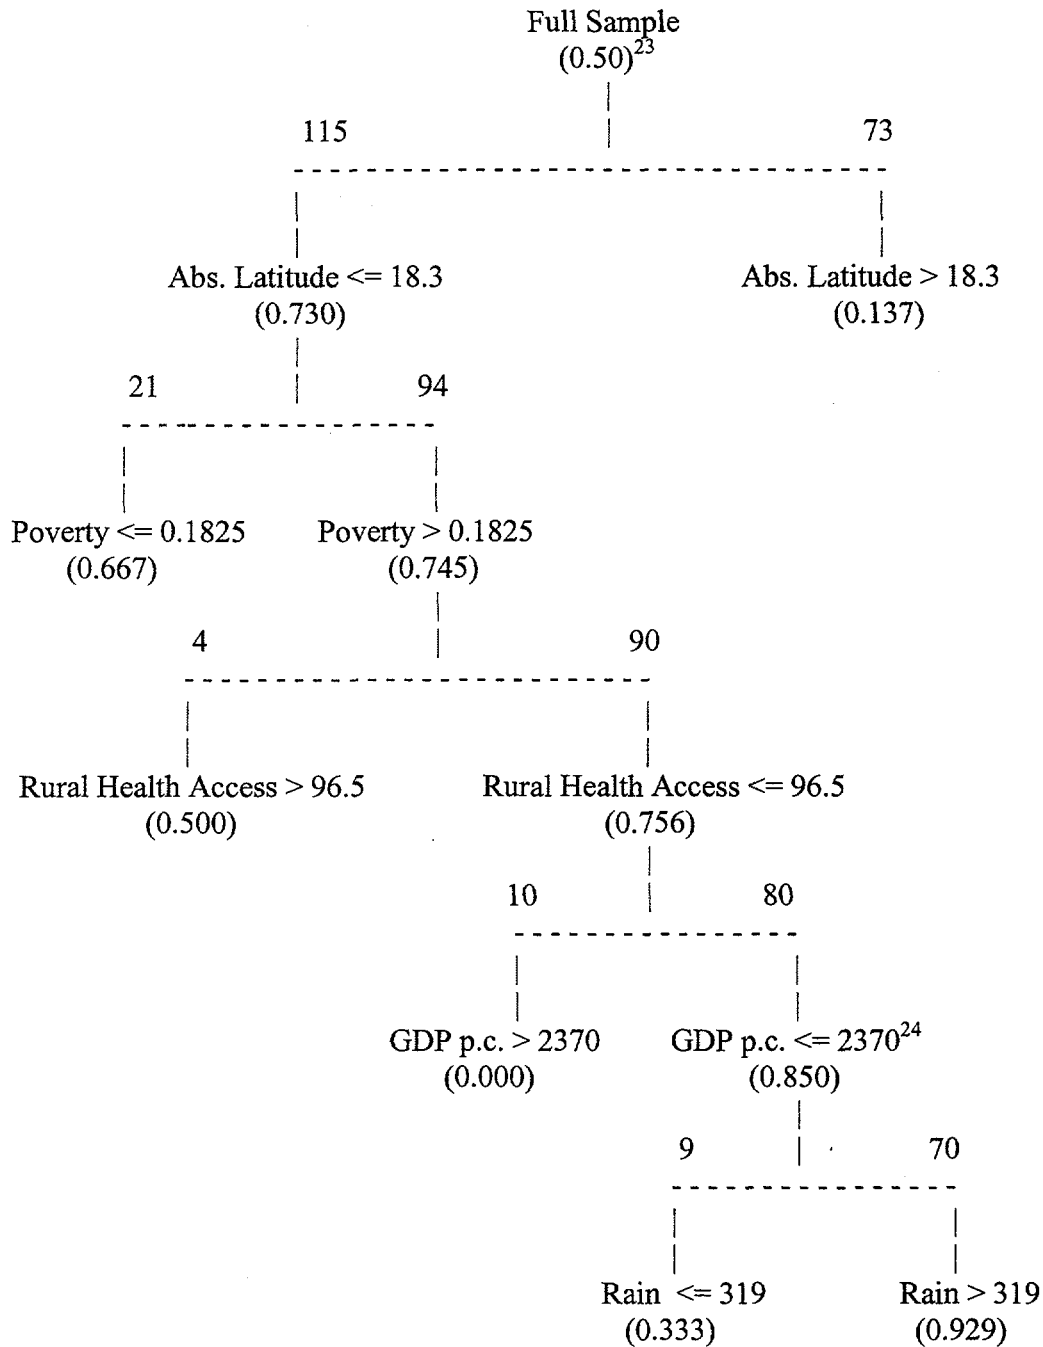 Full Sample
(0.50)23
115 73
Abs. Latitude <= 18.3 Abs. Latitude > 18.3
(0.730) (0.137)
21 94
Poverty <= 0.1825 Poverty > 0.1825
(0.667) (0.745)
4 90
Rural Health Access > 96.5 Rural Health Access <= 96.5
(0.500) (0.756)
10 80
GDP p.c. > 2370 GDP p.c. <= 237024
(0.000) (0.850)
9 70
Rain <= 319 Rain > 319
(0.333) (0.929)